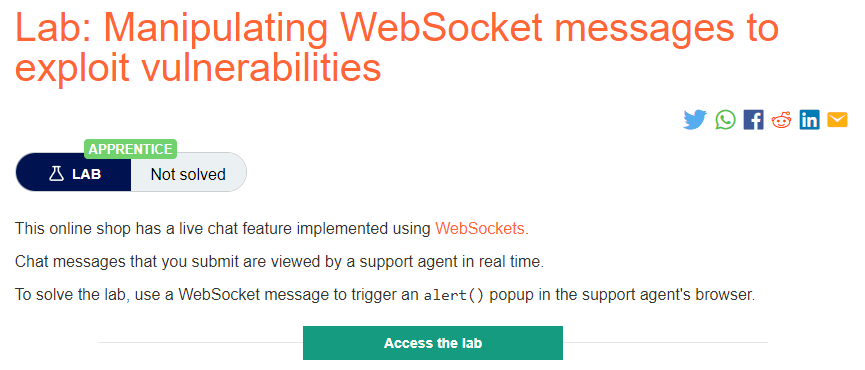 Lab: Manipulating WebSocket messages to
exploit vulnerabilities
APPRENTICE
LAB
Not solved
This online shop has a live chat feature implemented using WebSockets.
Chat messages that you submit are viewed by a support agent in real time.
To solve the lab, use a WebSocket message to trigger an alert() popup in the support agent's browser.
Access the lab